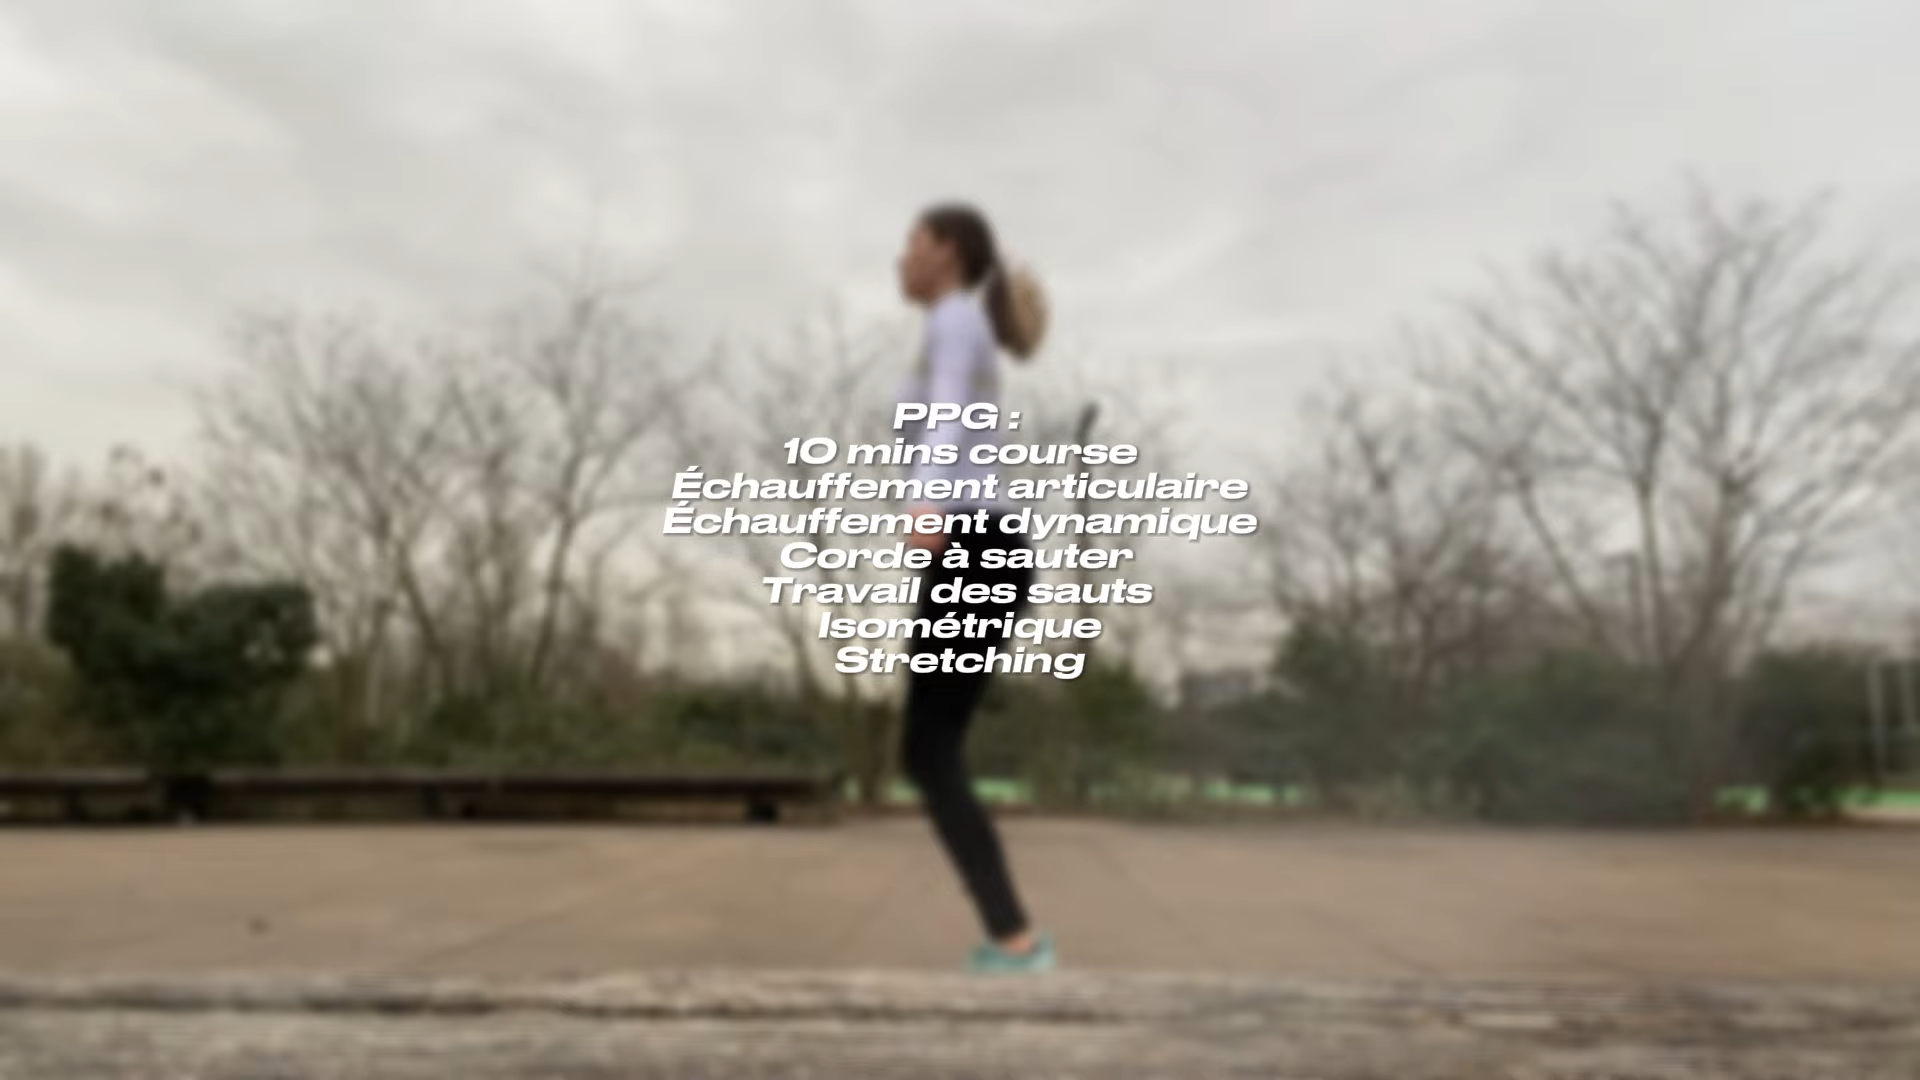 PPG :
10 mins course
Échauffement articulaire
Échauffement dynamique
Corde à sauter
Travail des sauts
Isométrique
Stretching